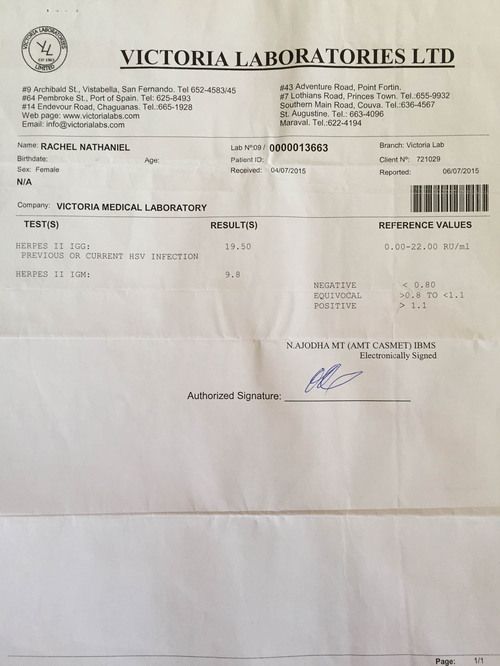 VICTORIA LABORATORIES
LIMITED
VICTORIA LABORATORIES LTD
#9 Archibald St., Vistabella, San Fernando. Tel 652-4583/45
#64 Pembroke St., Port of Spain. Tel: 625-8493
#14 Endevour Road, Chaguanas. Tel.:665-1928
Web page: www.victorialabs.com
Email: info@victorialabs.com
#43 Adventure Road, Point Fortin.
#7 Lothians Road, Princes Town. Tel.:655-9932
Southern Main Road, Couva. Tel.:636-4567
St. Augustine. Tel.: 663-4096
Maraval. Tel.:622-4194
Name: RACHEL NATHANIEL
Birthdate: Age:
Sex: Female
N/A
Lab Nº09 / 0000013663
Patient ID:
Received: 04/07/2015
Branch: Victoria Lab
Client Nº: 721029
Reported: 06/07/2015
Company: VICTORIA MEDICAL LABORATORY
TEST(S) RESULT(S) REFERENCE VALUES
HERPES II IGG: 19.50 0.00-22.00 RU/ml
PREVIOUS OR CURRENT HSV INFECTION
HERPES II IGM: 9.8
NEGATIVE < 0.80
EQUIVOCAL >0.8 TO <1.1
POSITIVE > 1.1
N.AJODHA MT (AMT CASMET) IBMS
Electronically Signed
Authorized Signature:
Page: 1/1